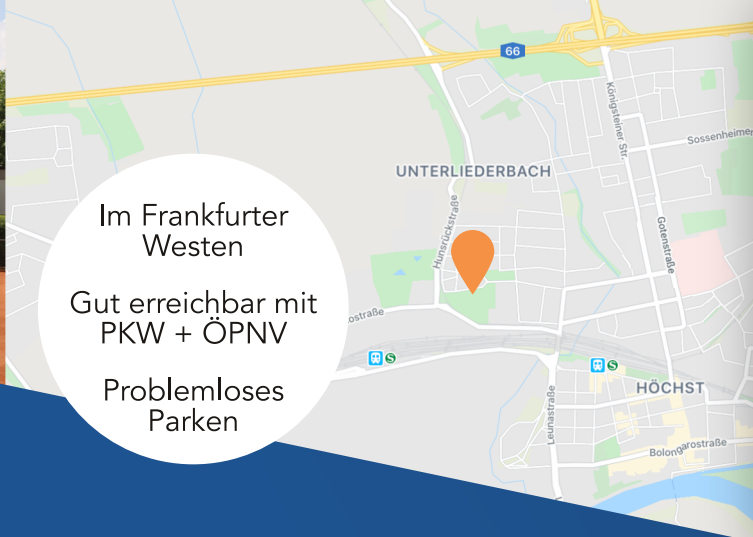 66
Königsteiner Str.
Sossenheimer
UNTERLIEDERBACH
Im Frankfurter
Westen
Gut erreichbar mit
PKW + ÖPNV
Problemloses
Parken
Hunsrückstraße
Gotenstraße
ostraße
S
S
HÖCHST
Leunastraße
Bolongarostraße